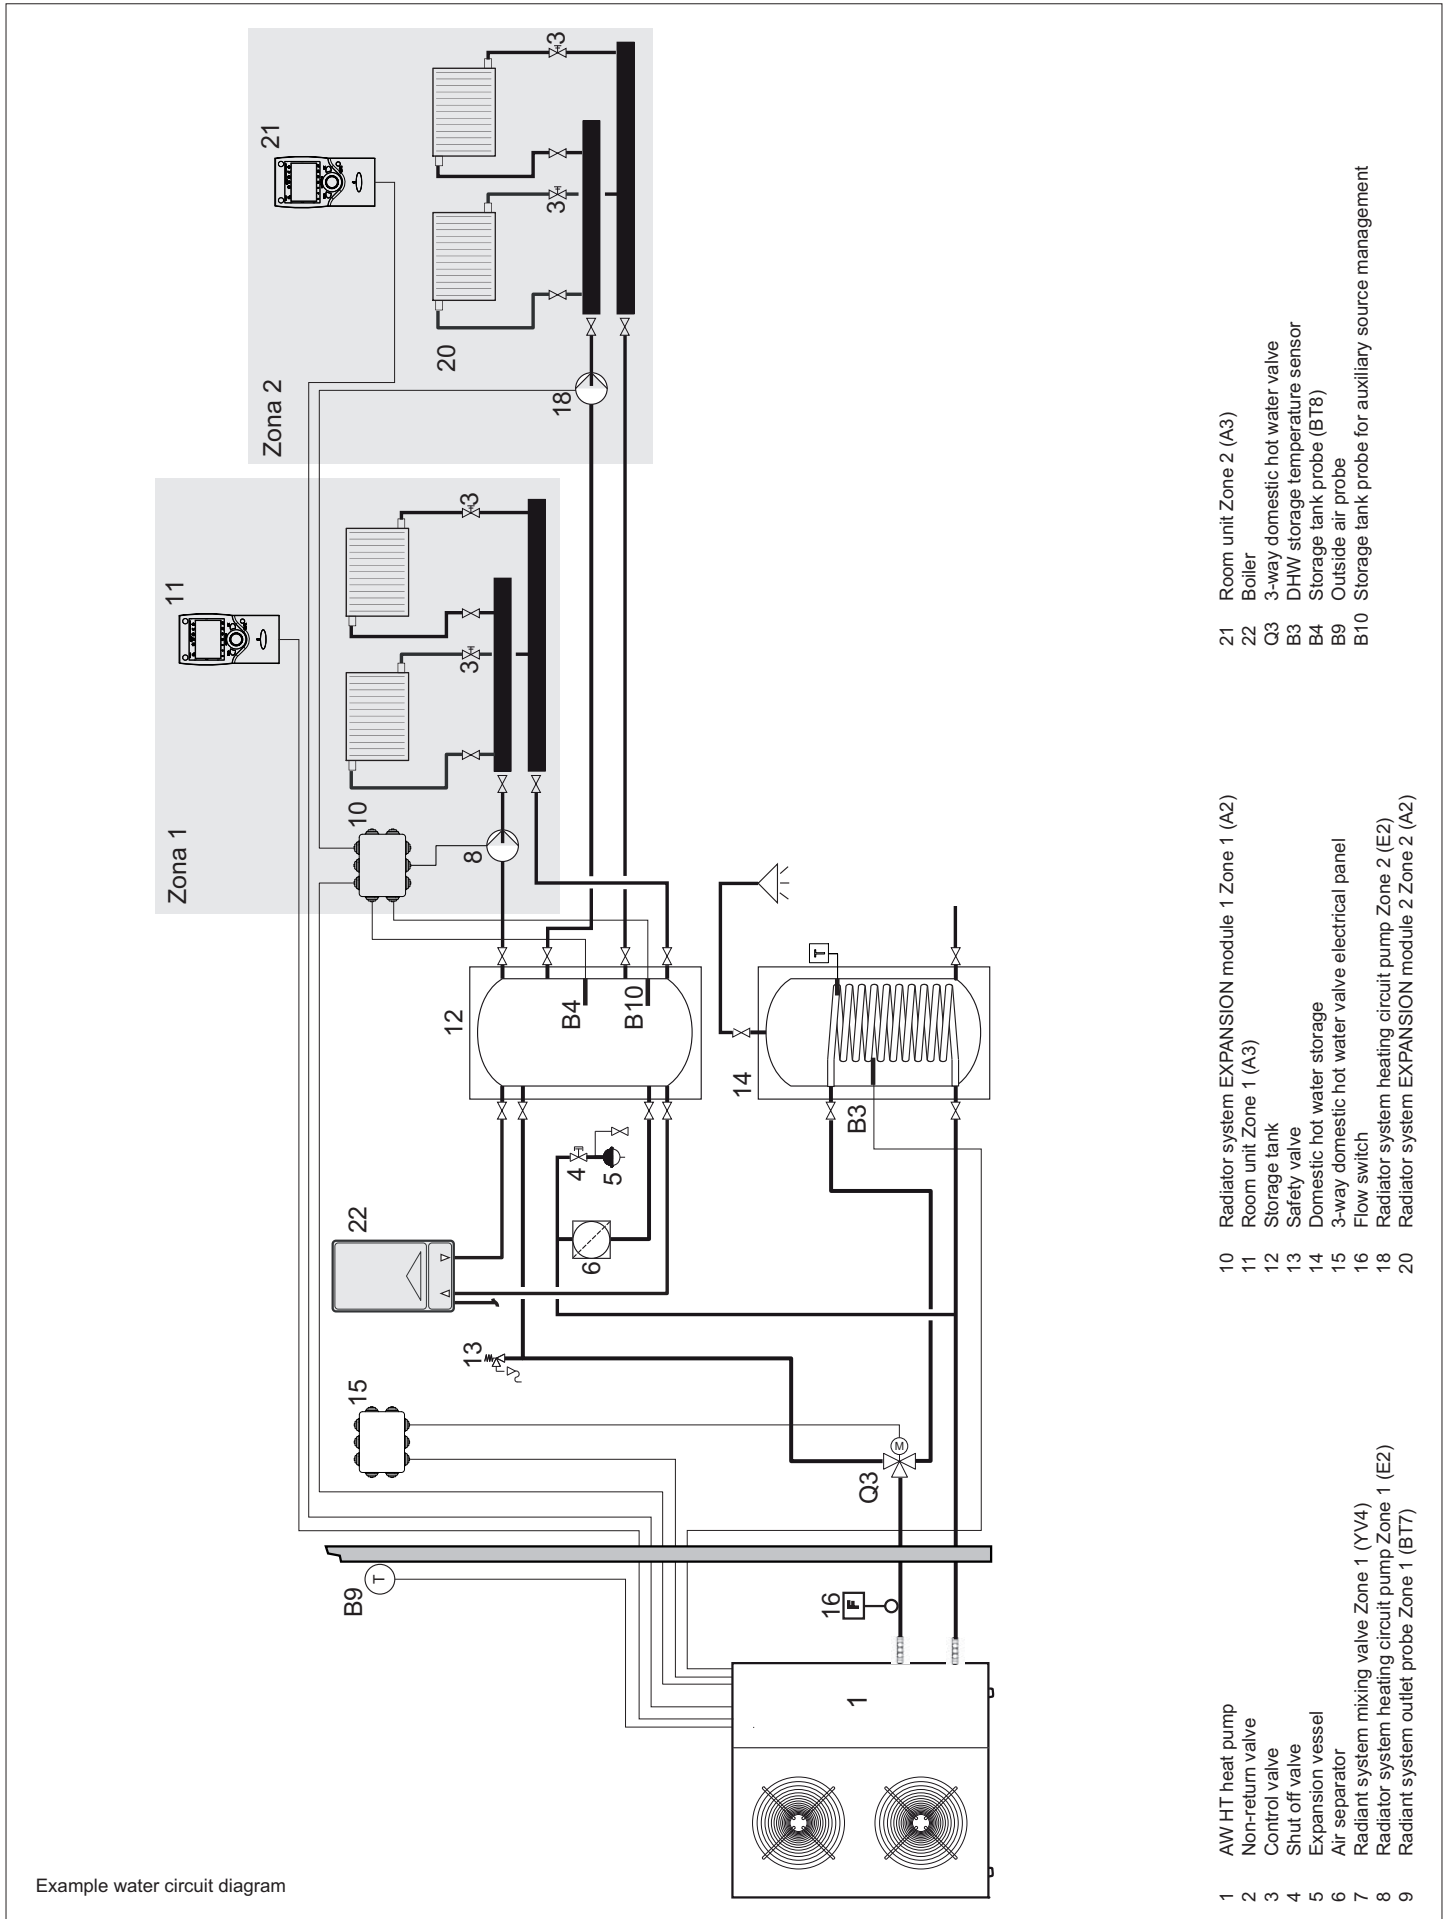 Example water circuit diagram
Zona 1
Zona 2
21
11
20
18
10
8
3
3
3
3
12
B4
B10
14
B3
22
4
5
6
13
15
Q3
M
T
T
B9
16
F
1
1 AW HT heat pump
2 Non-return valve
3 Control valve
4 Shut off valve
5 Expansion vessel
6 Air separator
7 Radiant system mixing valve Zone 1 (YV4)
8 Radiator system heating circuit pump Zone 1 (E2)
9 Radiant system outlet probe Zone 1 (BT7)
10 Radiator system EXPANSION module 1 Zone 1 (A2)
11 Room unit Zone 1 (A3)
12 Storage tank
13 Safety valve
14 Domestic hot water storage
15 3-way domestic hot water valve electrical panel
16 Flow switch
18 Radiator system heating circuit pump Zone 2 (E2)
20 Radiator system EXPANSION module 2 Zone 2 (A2)
21 Room unit Zone 2 (A3)
22 Boiler
Q3 3-way domestic hot water valve
B3 DHW storage temperature sensor
B4 Storage tank probe (BT8)
B9 Outside air probe
B10 Storage tank probe for auxiliary source management